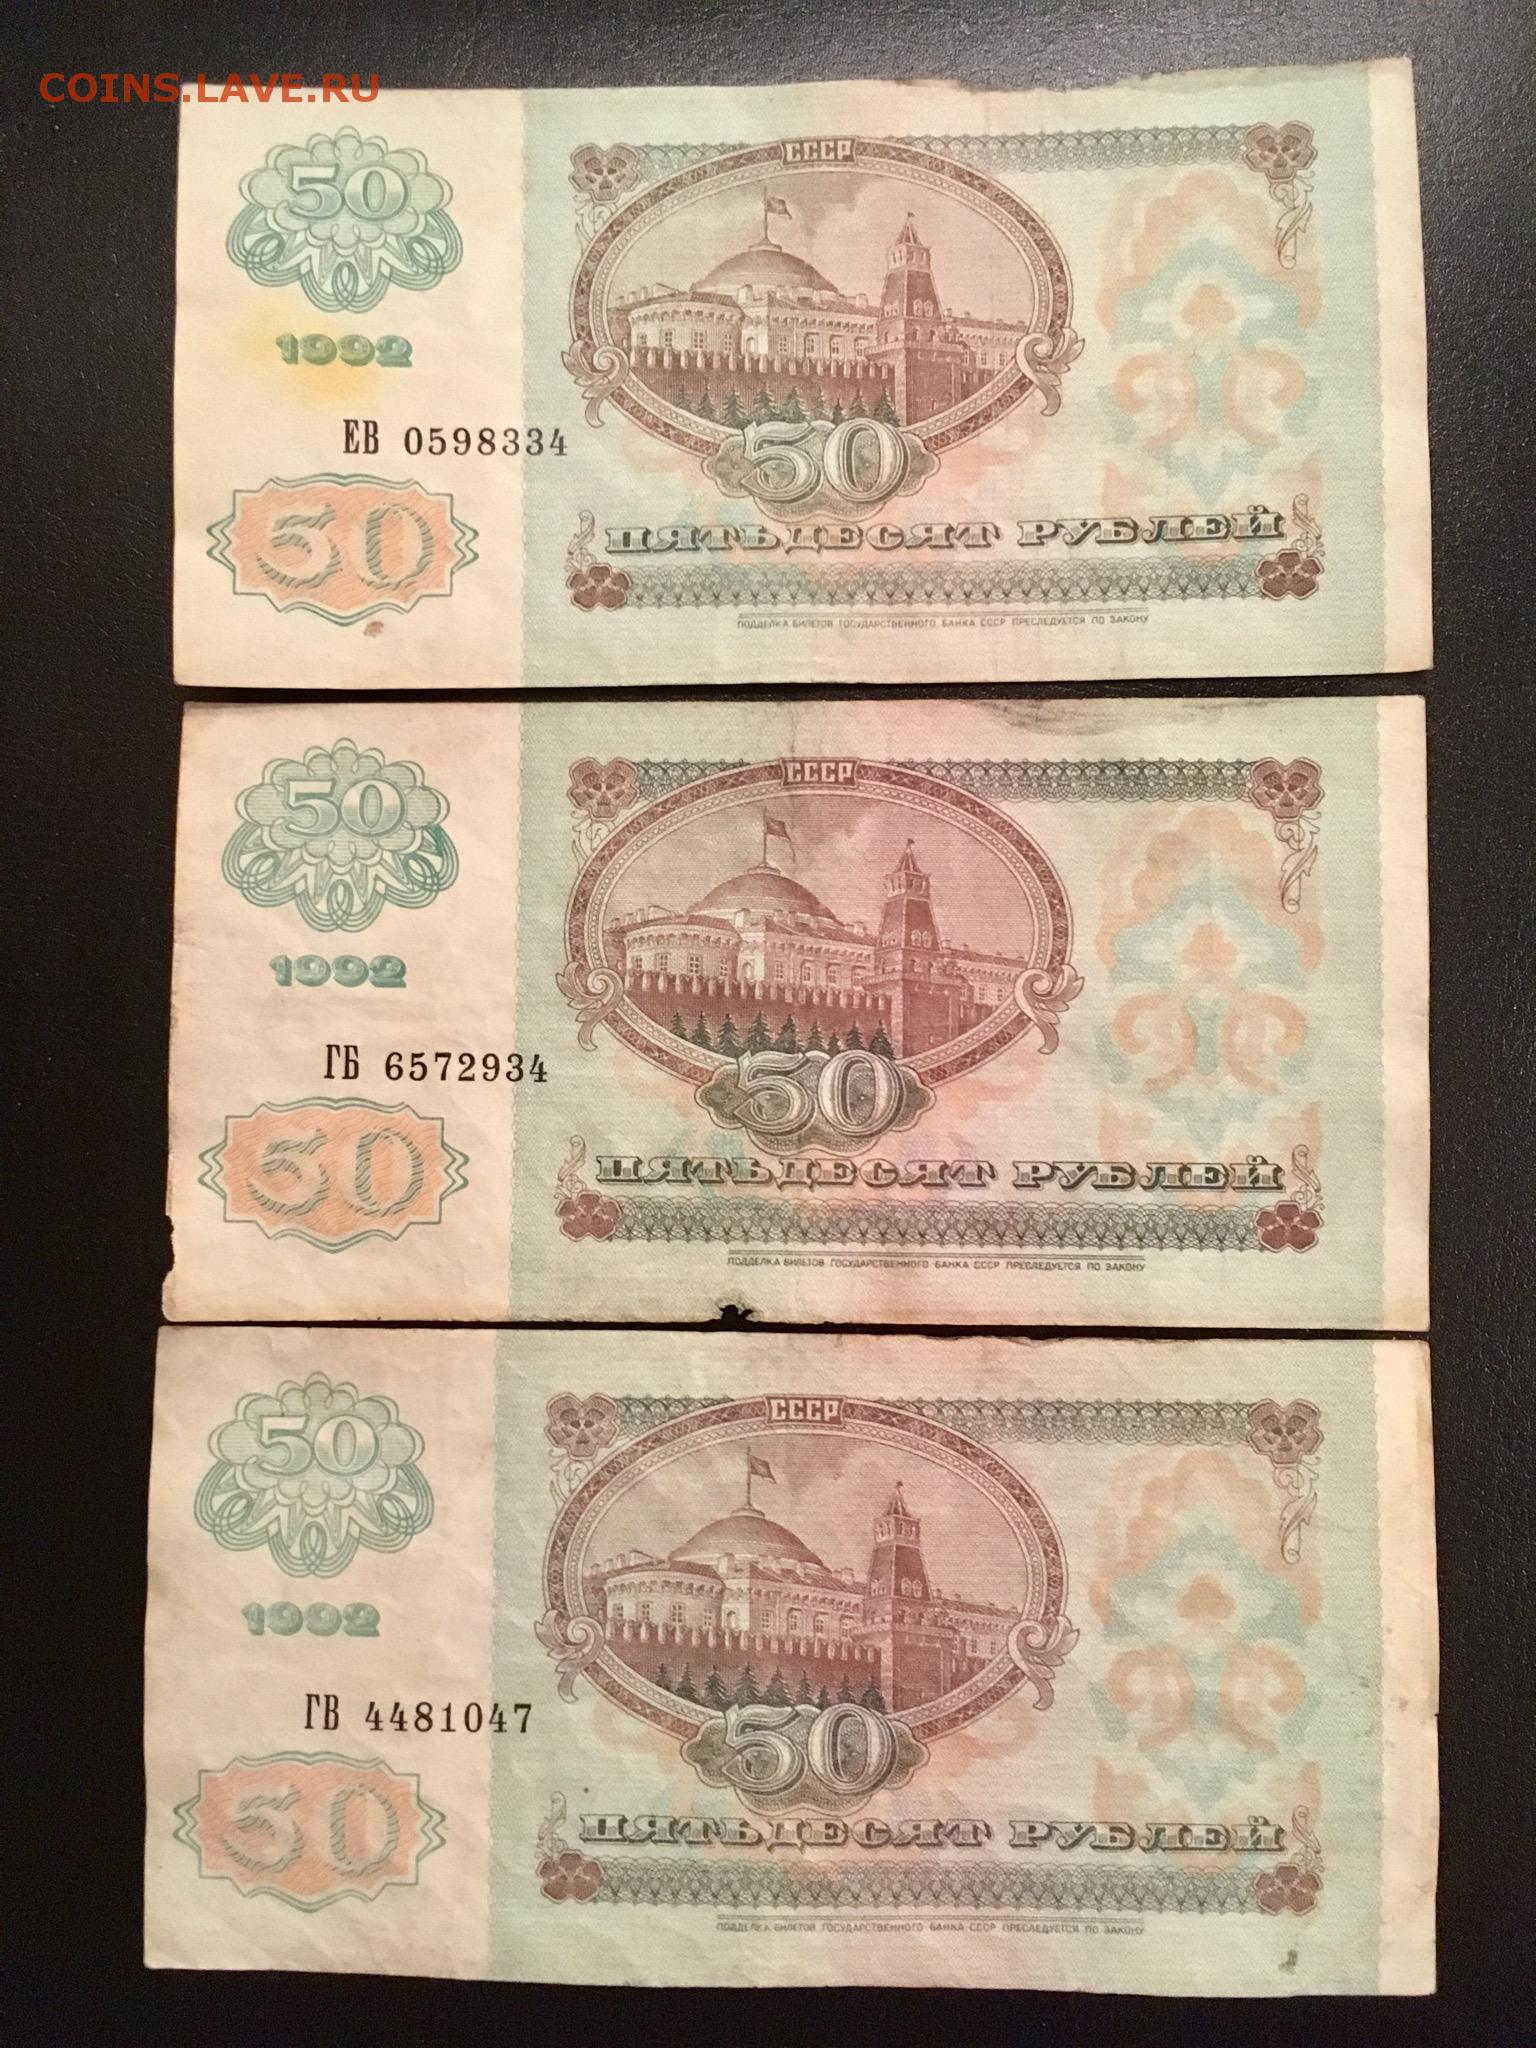 COINS.LAVE.RU
СССР
50
1992
ЕВ 0598334
50
50
ПЯТЬДЕСЯТ РУБЛЕЙ
ПОДДЕЛКА БИЛЕТОВ ГОСУДАРСТВЕННОГО БАНКА СССР ПРЕСЛЕДУЕТСЯ ПО ЗАКОНУ
СССР
50
1992
ГБ 6572934
50
50
ПЯТЬДЕСЯТ РУБЛЕЙ
ПОДДЕЛКА БИЛЕТОВ ГОСУДАРСТВЕННОГО БАНКА СССР ПРЕСЛЕДУЕТСЯ ПО ЗАКОНУ
СССР
50
1992
ГВ 4481047
50
50
ПЯТЬДЕСЯТ РУБЛЕЙ
ПОДДЕЛКА БИЛЕТОВ ГОСУДАРСТВЕННОГО БАНКА СССР ПРЕСЛЕДУЕТСЯ ПО ЗАКОНУ